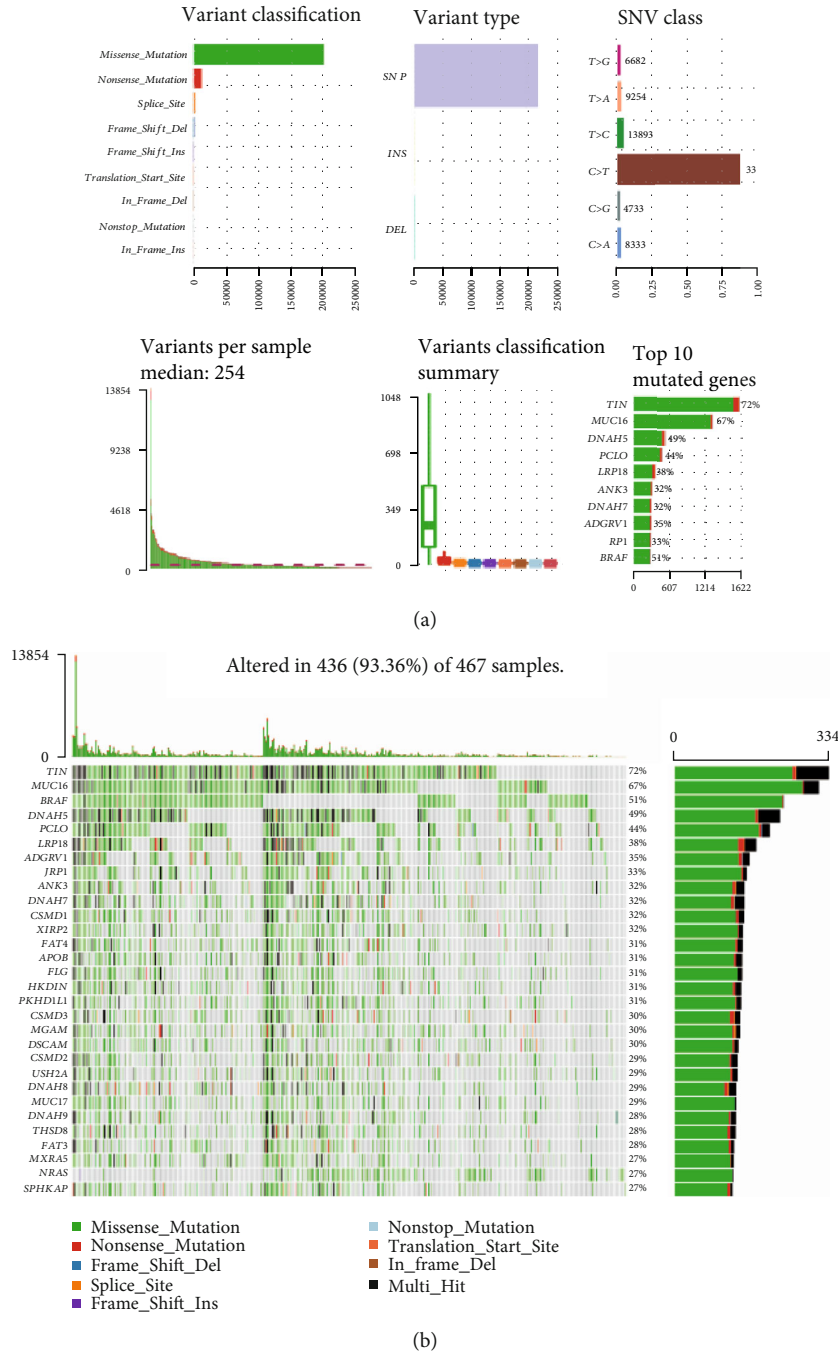 Variant classification
Variant type
SNV class
Missense_Mutation
Nonsense_Mutation
Splice_Site
Frame_Shift_Del
Frame_Shift_Ins
Translation_Start_Site
In_Frame_Del
Nonstop_Mutation
In_Frame_Ins
0
50000
100000
150000
200000
250000
SN P
INS
DEL
0
50000
100000
150000
200000
250000
T>G 6682
T>A 9254
T>C 13893
C>T 33
C>G 4733
C>A 8333
0.00
0.25
0.50
0.75
1.00
Variants per sample
median: 254
13854
9238
4618
0
Variants classification
summary
1048
698
349
0
Top 10
mutated genes
TIN 72%
MUC16 67%
DNAH5 49%
PCLO 44%
LRP18 38%
ANK3 32%
DNAH7 32%
ADGRV1 35%
RP1 33%
BRAF 51%
0 607 1214 1622
(a)
Altered in 436 (93.36%) of 467 samples.
13854
0
0 334
TIN 72%
MUC16 67%
BRAF 51%
DNAH5 49%
PCLO 44%
LRP18 38%
ADGRV1 35%
JRP1 33%
ANK3 32%
DNAH7 32%
CSMD1 32%
XIRP2 32%
FAT4 31%
APOB 31%
FLG 31%
HKDIN 31%
PKHD1L1 31%
CSMD3 30%
MGAM 30%
DSCAM 30%
CSMD2 29%
USH2A 29%
DNAH8 29%
MUC17 29%
DNAH9 28%
THSD8 28%
FAT3 28%
MXRA5 27%
NRAS 27%
SPHKAP 27%
Missense_Mutation
Nonsense_Mutation
Frame_Shift_Del
Splice_Site
Frame_Shift_Ins
Nonstop_Mutation
Translation_Start_Site
In_frame_Del
Multi_Hit
(b)